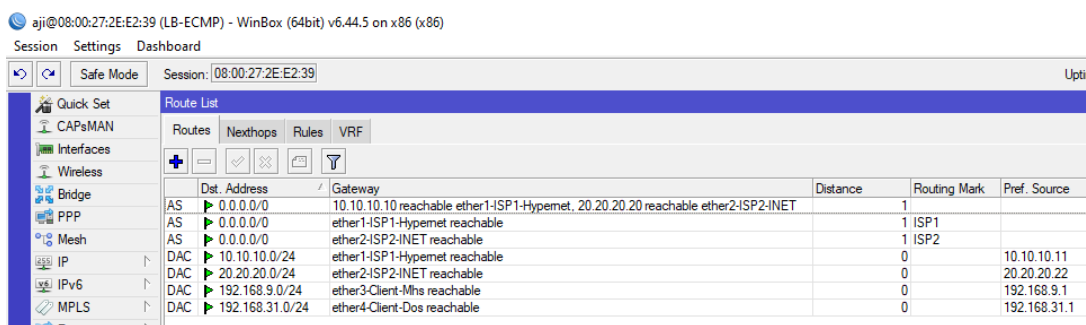 aji@08:00:27:2E:E2:39 (LB-ECMP) - WinBox (64bit) v6.44.5 on x86 (x86)
Session Settings Dashboard
Safe Mode Session: 08:00:27:2E:E2:39 Upti
Quick Set
CAPsMAN
Interfaces
Wireless
Bridge
PPP
Mesh
IP
IPv6
MPLS
Route List
Routes Nexthops Rules VRF
Dst. Address / Gateway Distance Routing Mark Pref. Source
AS 0.0.0.0/0 10.10.10.10 reachable ether1-ISP1-Hypernet, 20.20.20.20 reachable ether2-ISP2-INET 1
AS 0.0.0.0/0 ether1-ISP1-Hypernet reachable 1 ISP1
AS 0.0.0.0/0 ether2-ISP2-INET reachable 1 ISP2
DAC 10.10.10.0/24 ether1-ISP1-Hypernet reachable 0 10.10.10.11
DAC 20.20.20.0/24 ether2-ISP2-INET reachable 0 20.20.20.22
DAC 192.168.9.0/24 ether3-Client-Mhs reachable 0 192.168.9.1
DAC 192.168.31.0/24 ether4-Client-Dos reachable 0 192.168.31.1